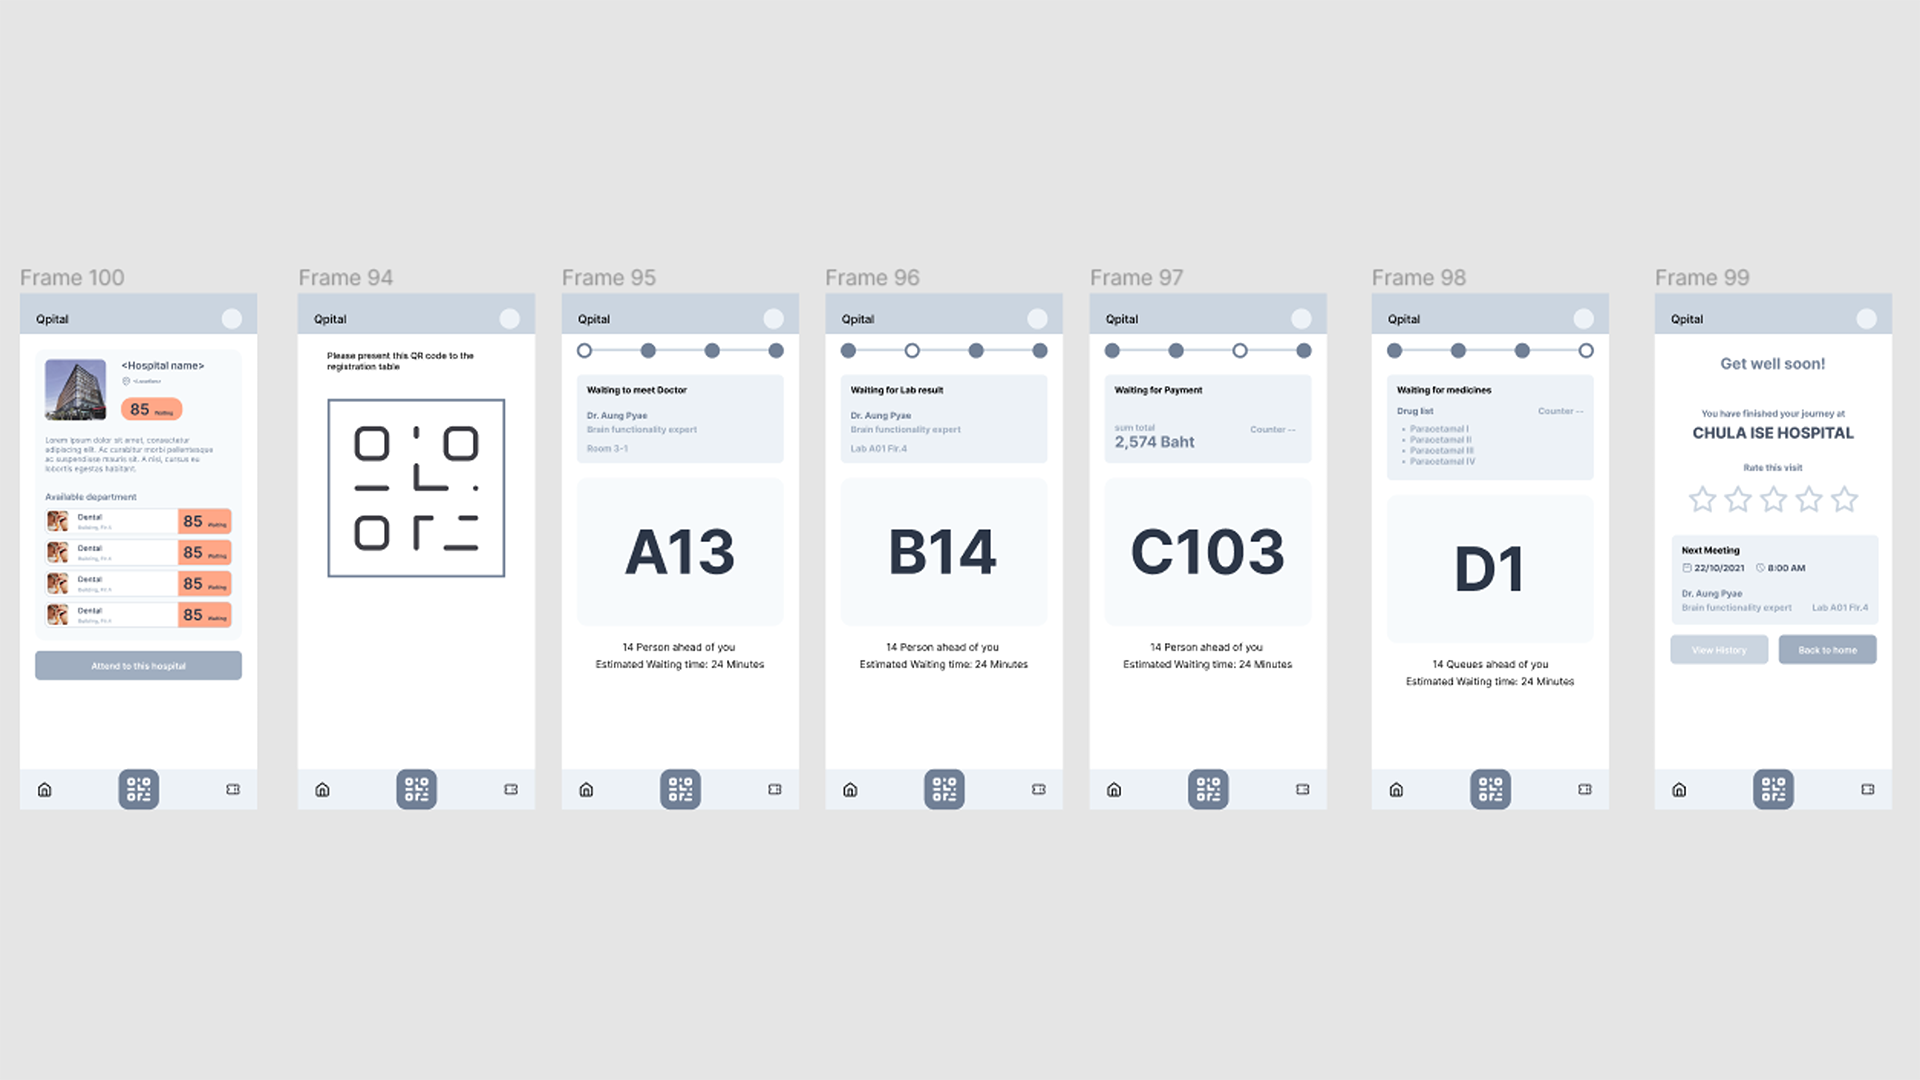 Frame 100
Qpital
<Hospital name>
<Location>
85 Waiting
Lorem ipsum dolor sit amet, consectetur
adipiscing elit. Ac curabitur morbi pellentesque
ac suspendisse mauris sit. A nisi, cursus eu
lobortis egestas habitant.
Available department
Dental
Building, Flr.4
85 Waiting
Dental
Building, Flr.4
85 Waiting
Dental
Building, Flr.4
85 Waiting
Dental
Building, Flr.4
85 Waiting
Attend to this hospital
Frame 94
Qpital
Please present this QR code to the
registration table
Frame 95
Qpital
Waiting to meet Doctor
Dr. Aung Pyae
Brain functionality expert
Room 3-1
A13
14 Person ahead of you
Estimated Waiting time: 24 Minutes
Frame 96
Qpital
Waiting for Lab result
Dr. Aung Pyae
Brain functionality expert
Lab A01 Flr.4
B14
14 Person ahead of you
Estimated Waiting time: 24 Minutes
Frame 97
Qpital
Waiting for Payment
sum total
2,574 Baht
Counter --
C103
14 Person ahead of you
Estimated Waiting time: 24 Minutes
Frame 98
Qpital
Waiting for medicines
Drug list
Counter --
• Paracetamal I
• Paracetamal II
• Paracetamal III
• Paracetamal IV
D1
14 Queues ahead of you
Estimated Waiting time: 24 Minutes
Frame 99
Qpital
Get well soon!
You have finished your journey at
CHULA ISE HOSPITAL
Rate this visit
Next Meeting
22/10/2021 8:00 AM
Dr. Aung Pyae
Brain functionality expert
Lab A01 Flr.4
View History
Back to home